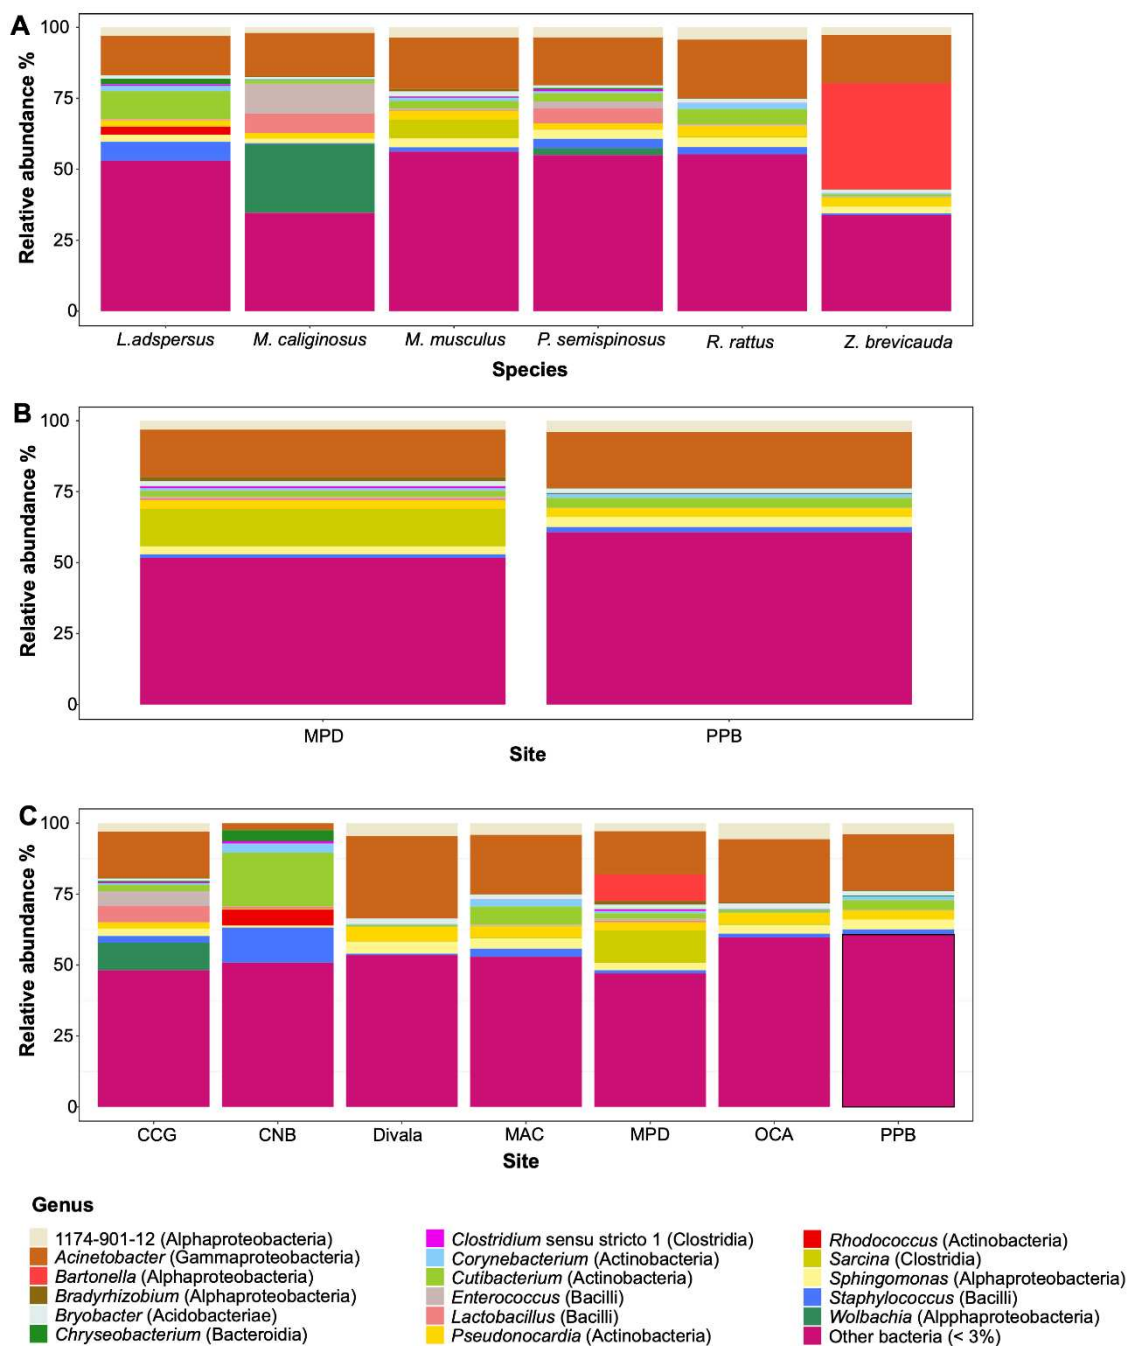 A
Relative abundance %
100
75
50
25
0
L.adspersus M. caliginosus M. musculus P. semispinosus R. rattus Z. brevicauda
Species
B
Relative abundance %
100
75
50
25
0
MPD PPB
Site
C
Relative abundance %
100
75
50
25
0
CCG CNB Divala MAC MPD OCA PPB
Site
Genus
1174-901-12 (Alphaproteobacteria)
Acinetobacter (Gammaproteobacteria)
Bartonella (Alphaproteobacteria)
Bradyrhizobium (Alphaproteobacteria)
Bryobacter (Acidobacteriae)
Chryseobacterium (Bacteroidia)
Clostridium sensu stricto 1 (Clostridia)
Corynebacterium (Actinobacteria)
Cutibacterium (Actinobacteria)
Enterococcus (Bacilli)
Lactobacillus (Bacilli)
Pseudonocardia (Actinobacteria)
Rhodococcus (Actinobacteria)
Sarcina (Clostridia)
Sphingomonas (Alphaproteobacteria)
Staphylococcus (Bacilli)
Wolbachia (Alpphaproteobacteria)
Other bacteria (< 3%)